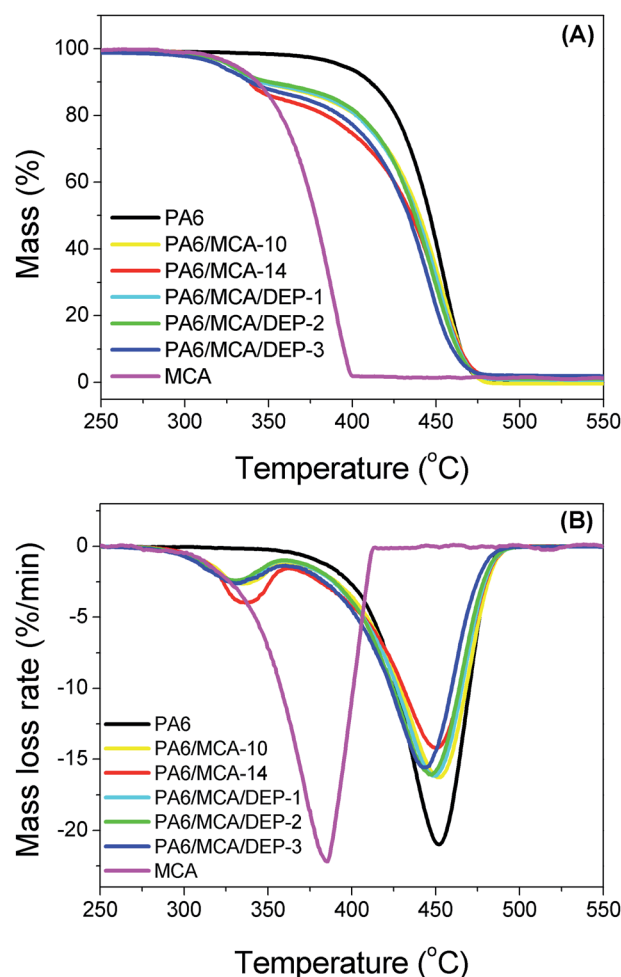 (A)
100
80
60
40
20
0
Mass (%)
PA6
PA6/MCA-10
PA6/MCA-14
PA6/MCA/DEP-1
PA6/MCA/DEP-2
PA6/MCA/DEP-3
MCA
250 300 350 400 450 500 550
Temperature (°C)
(B)
0
-5
-10
-15
-20
Mass loss rate (%/min)
PA6
PA6/MCA-10
PA6/MCA-14
PA6/MCA/DEP-1
PA6/MCA/DEP-2
PA6/MCA/DEP-3
MCA
250 300 350 400 450 500 550
Temperature (°C)